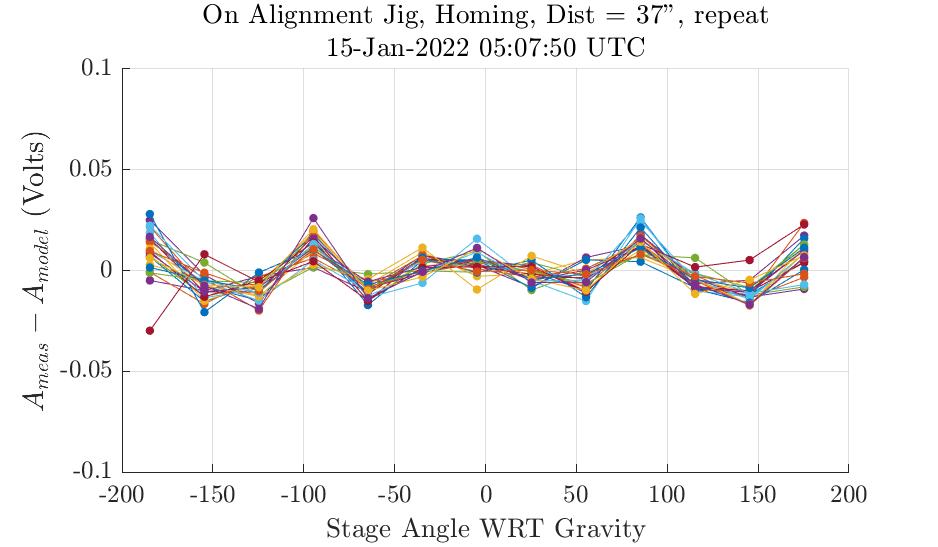 On Alignment Jig, Homing, Dist = 37”, repeat
15-Jan-2022 05:07:50 UTC
0.1
0.05
0
-0.05
-0.1
A_meas − A_model (Volts)
-200 -150 -100 -50 0 50 100 150 200
Stage Angle WRT Gravity